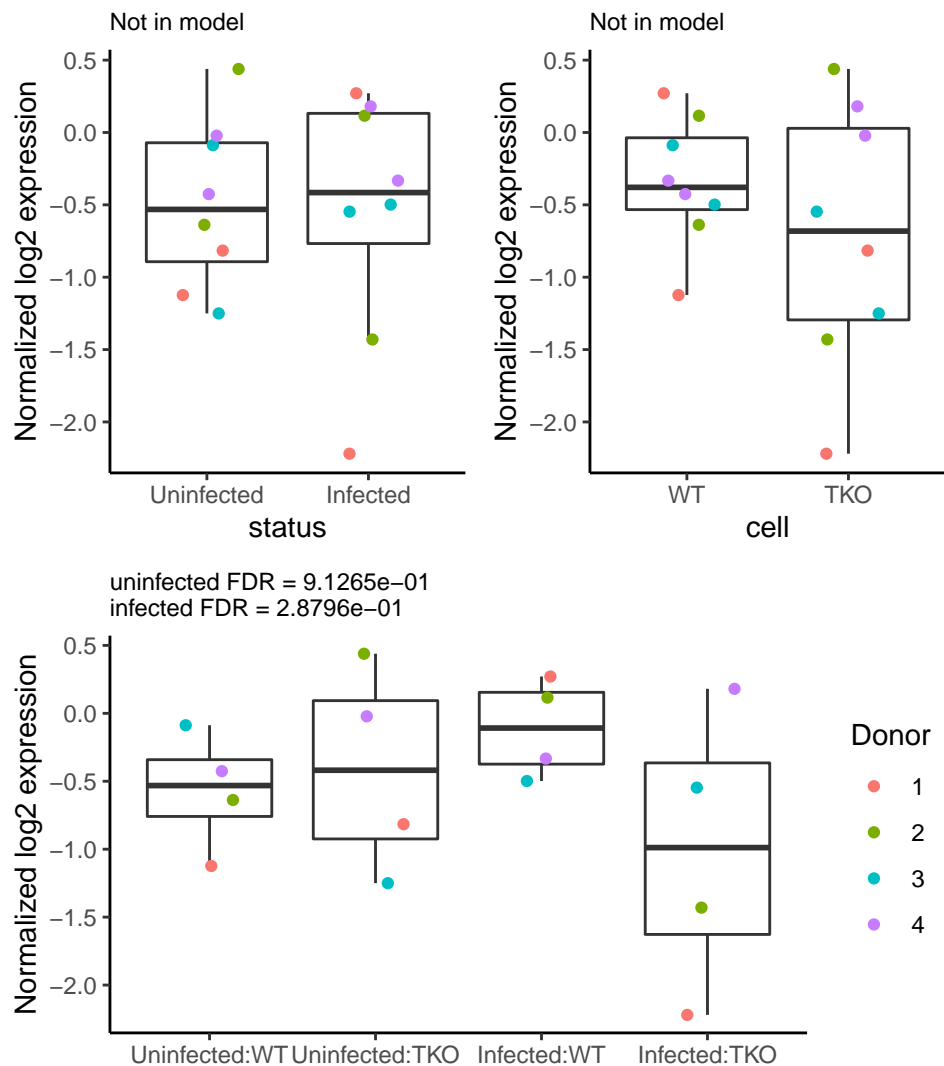 Not in model
Normalized log2 expression
0.5
0.0
−0.5
−1.0
−1.5
−2.0
Uninfected Infected
status
Not in model
Normalized log2 expression
0.5
0.0
−0.5
−1.0
−1.5
−2.0
WT TKO
cell
uninfected FDR = 9.1265e−01
infected FDR = 2.8796e−01
Normalized log2 expression
0.5
0.0
−0.5
−1.0
−1.5
−2.0
Uninfected:WT Uninfected:TKO Infected:WT Infected:TKO
Donor
1
2
3
4